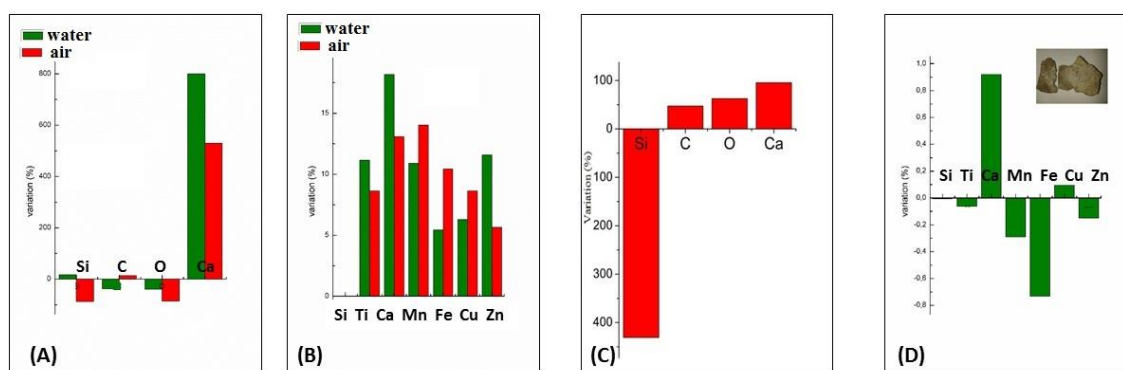 water
air
800
600
400
200
0
variation (%)
Si C O Ca
(A)
water
air
15
10
5
0
variation (%)
Si Ti Ca Mn Fe Cu Zn
(B)
100
0
100
200
300
400
Variation (%)
Si C O Ca
(C)
1,0
0,8
0,6
0,4
0,2
0,0
-0,2
-0,4
-0,6
-0,8
variation (%)
Si Ti Ca Mn Fe Cu Zn
(D)